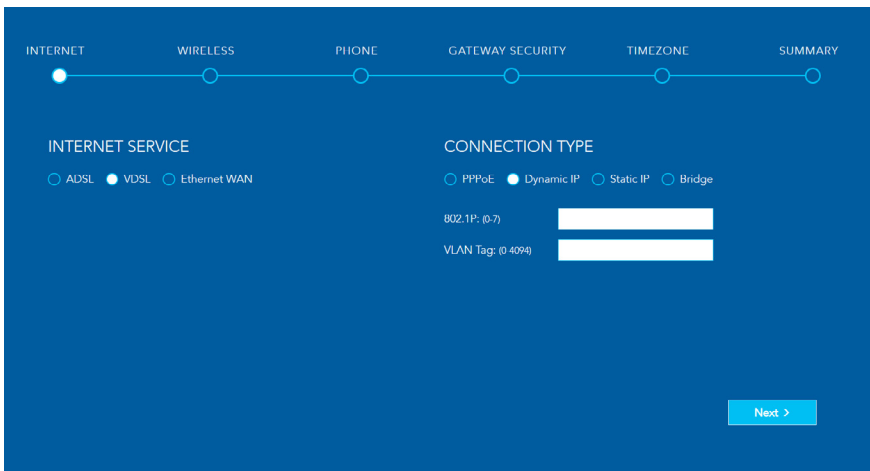 INTERNET WIRELESS PHONE GATEWAY SECURITY TIMEZONE SUMMARY
INTERNET SERVICE
ADSL VDSL Ethernet WAN
CONNECTION TYPE
PPPoE Dynamic IP Static IP Bridge
802.1P: (0-7)
VLAN Tag: (0 4094)
Next >